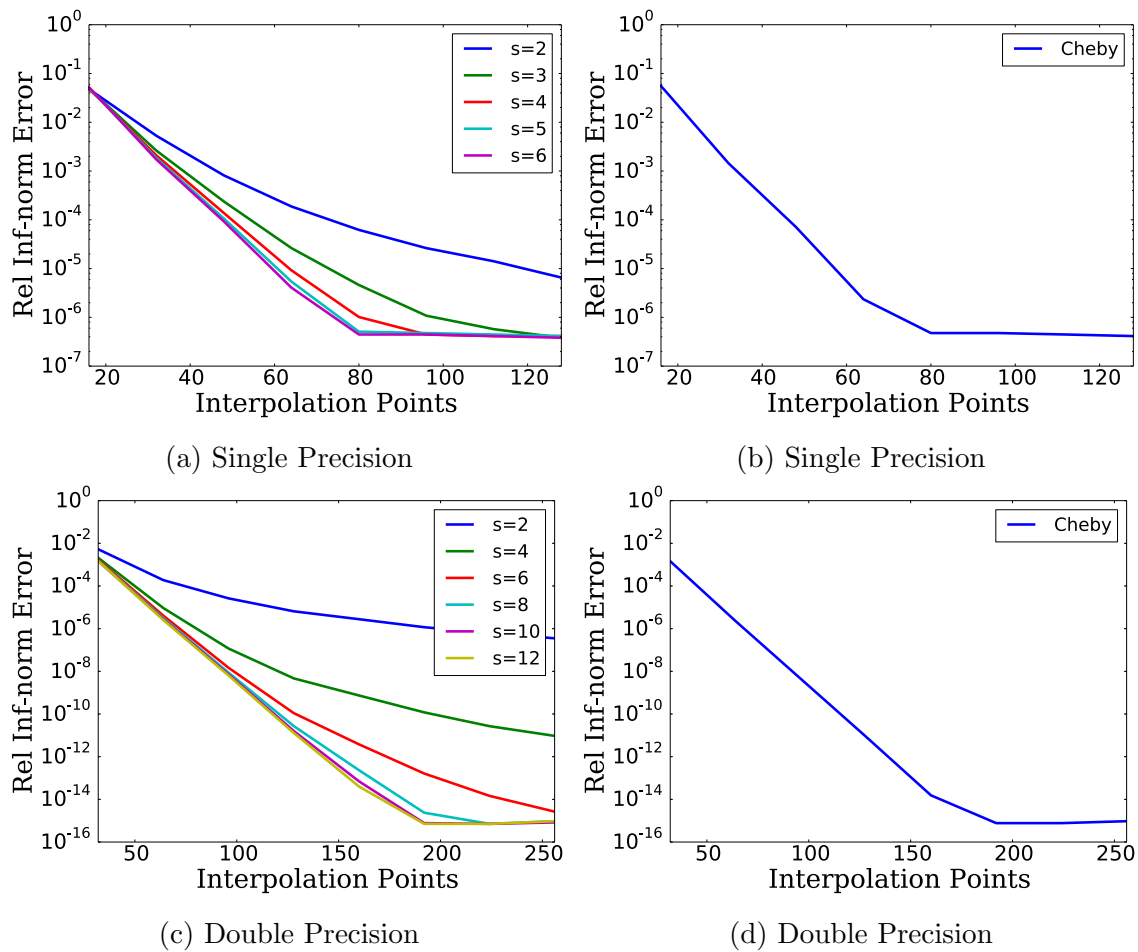 10^0
10^-1
10^-2
10^-3
10^-4
10^-5
10^-6
10^-7
Rel Inf-norm Error
20 40 60 80 100 120
Interpolation Points
s=2
s=3
s=4
s=5
s=6
(a) Single Precision
10^0
10^-1
10^-2
10^-3
10^-4
10^-5
10^-6
10^-7
Rel Inf-norm Error
20 40 60 80 100 120
Interpolation Points
Cheby
(b) Single Precision
10^0
10^-2
10^-4
10^-6
10^-8
10^-10
10^-12
10^-14
10^-16
Rel Inf-norm Error
50 100 150 200 250
Interpolation Points
s=2
s=4
s=6
s=8
s=10
s=12
(c) Double Precision
10^0
10^-2
10^-4
10^-6
10^-8
10^-10
10^-12
10^-14
10^-16
Rel Inf-norm Error
50 100 150 200 250
Interpolation Points
Cheby
(d) Double Precision